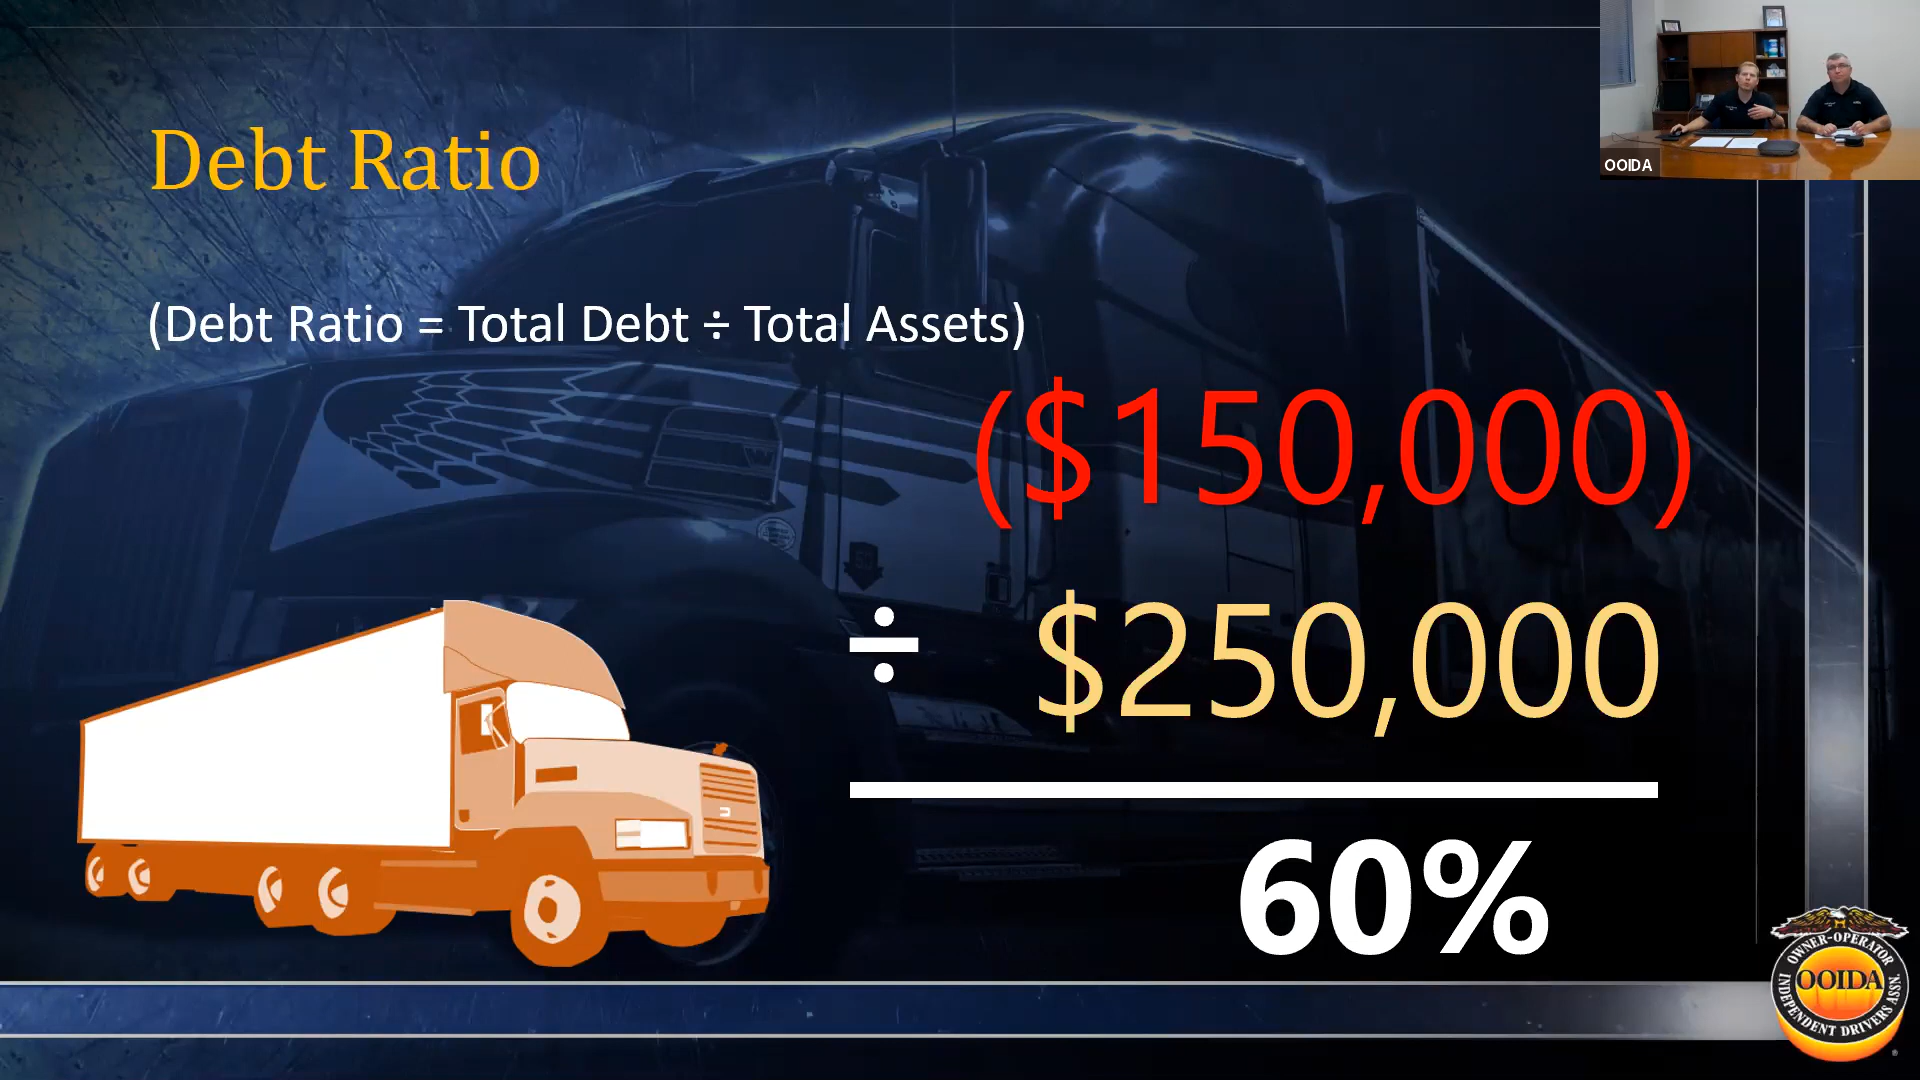 Debt Ratio
(Debt Ratio = Total Debt ÷ Total Assets)
($150,000)
÷ $250,000
60%
OOIDA
OWNER-OPERATOR
OOIDA
INDEPENDENT DRIVERS ASSN.
®